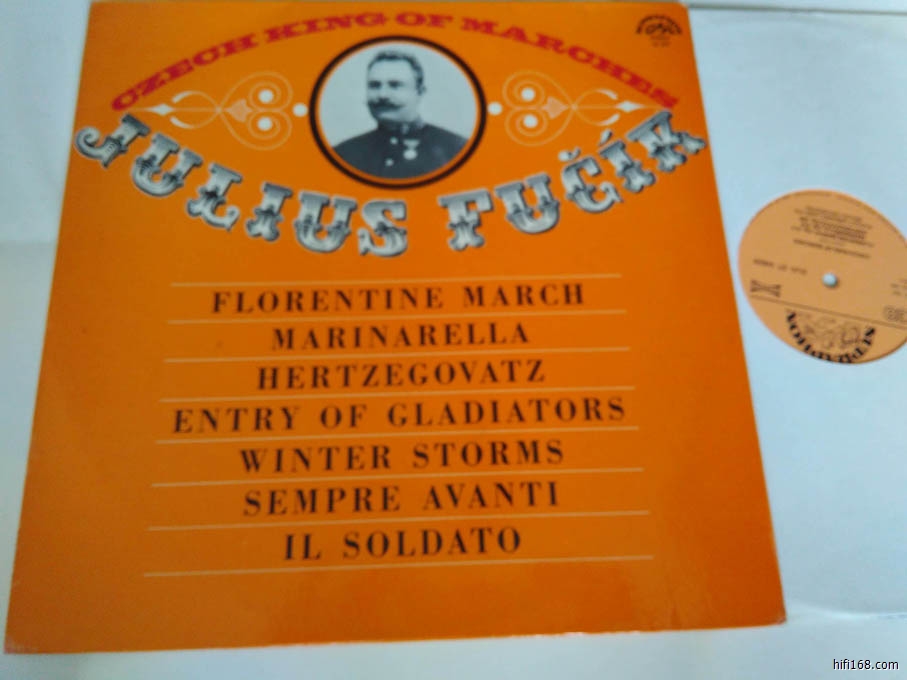 CZECH KING OF MARCHES
JULIUS FUČÍK
FLORENTINE MARCH
MARINARELLA
HERTZEGOVATZ
ENTRY OF GLADIATORS
WINTER STORMS
SEMPRE AVANTI
IL SOLDATO
SUPRAPHON
hifi168.com